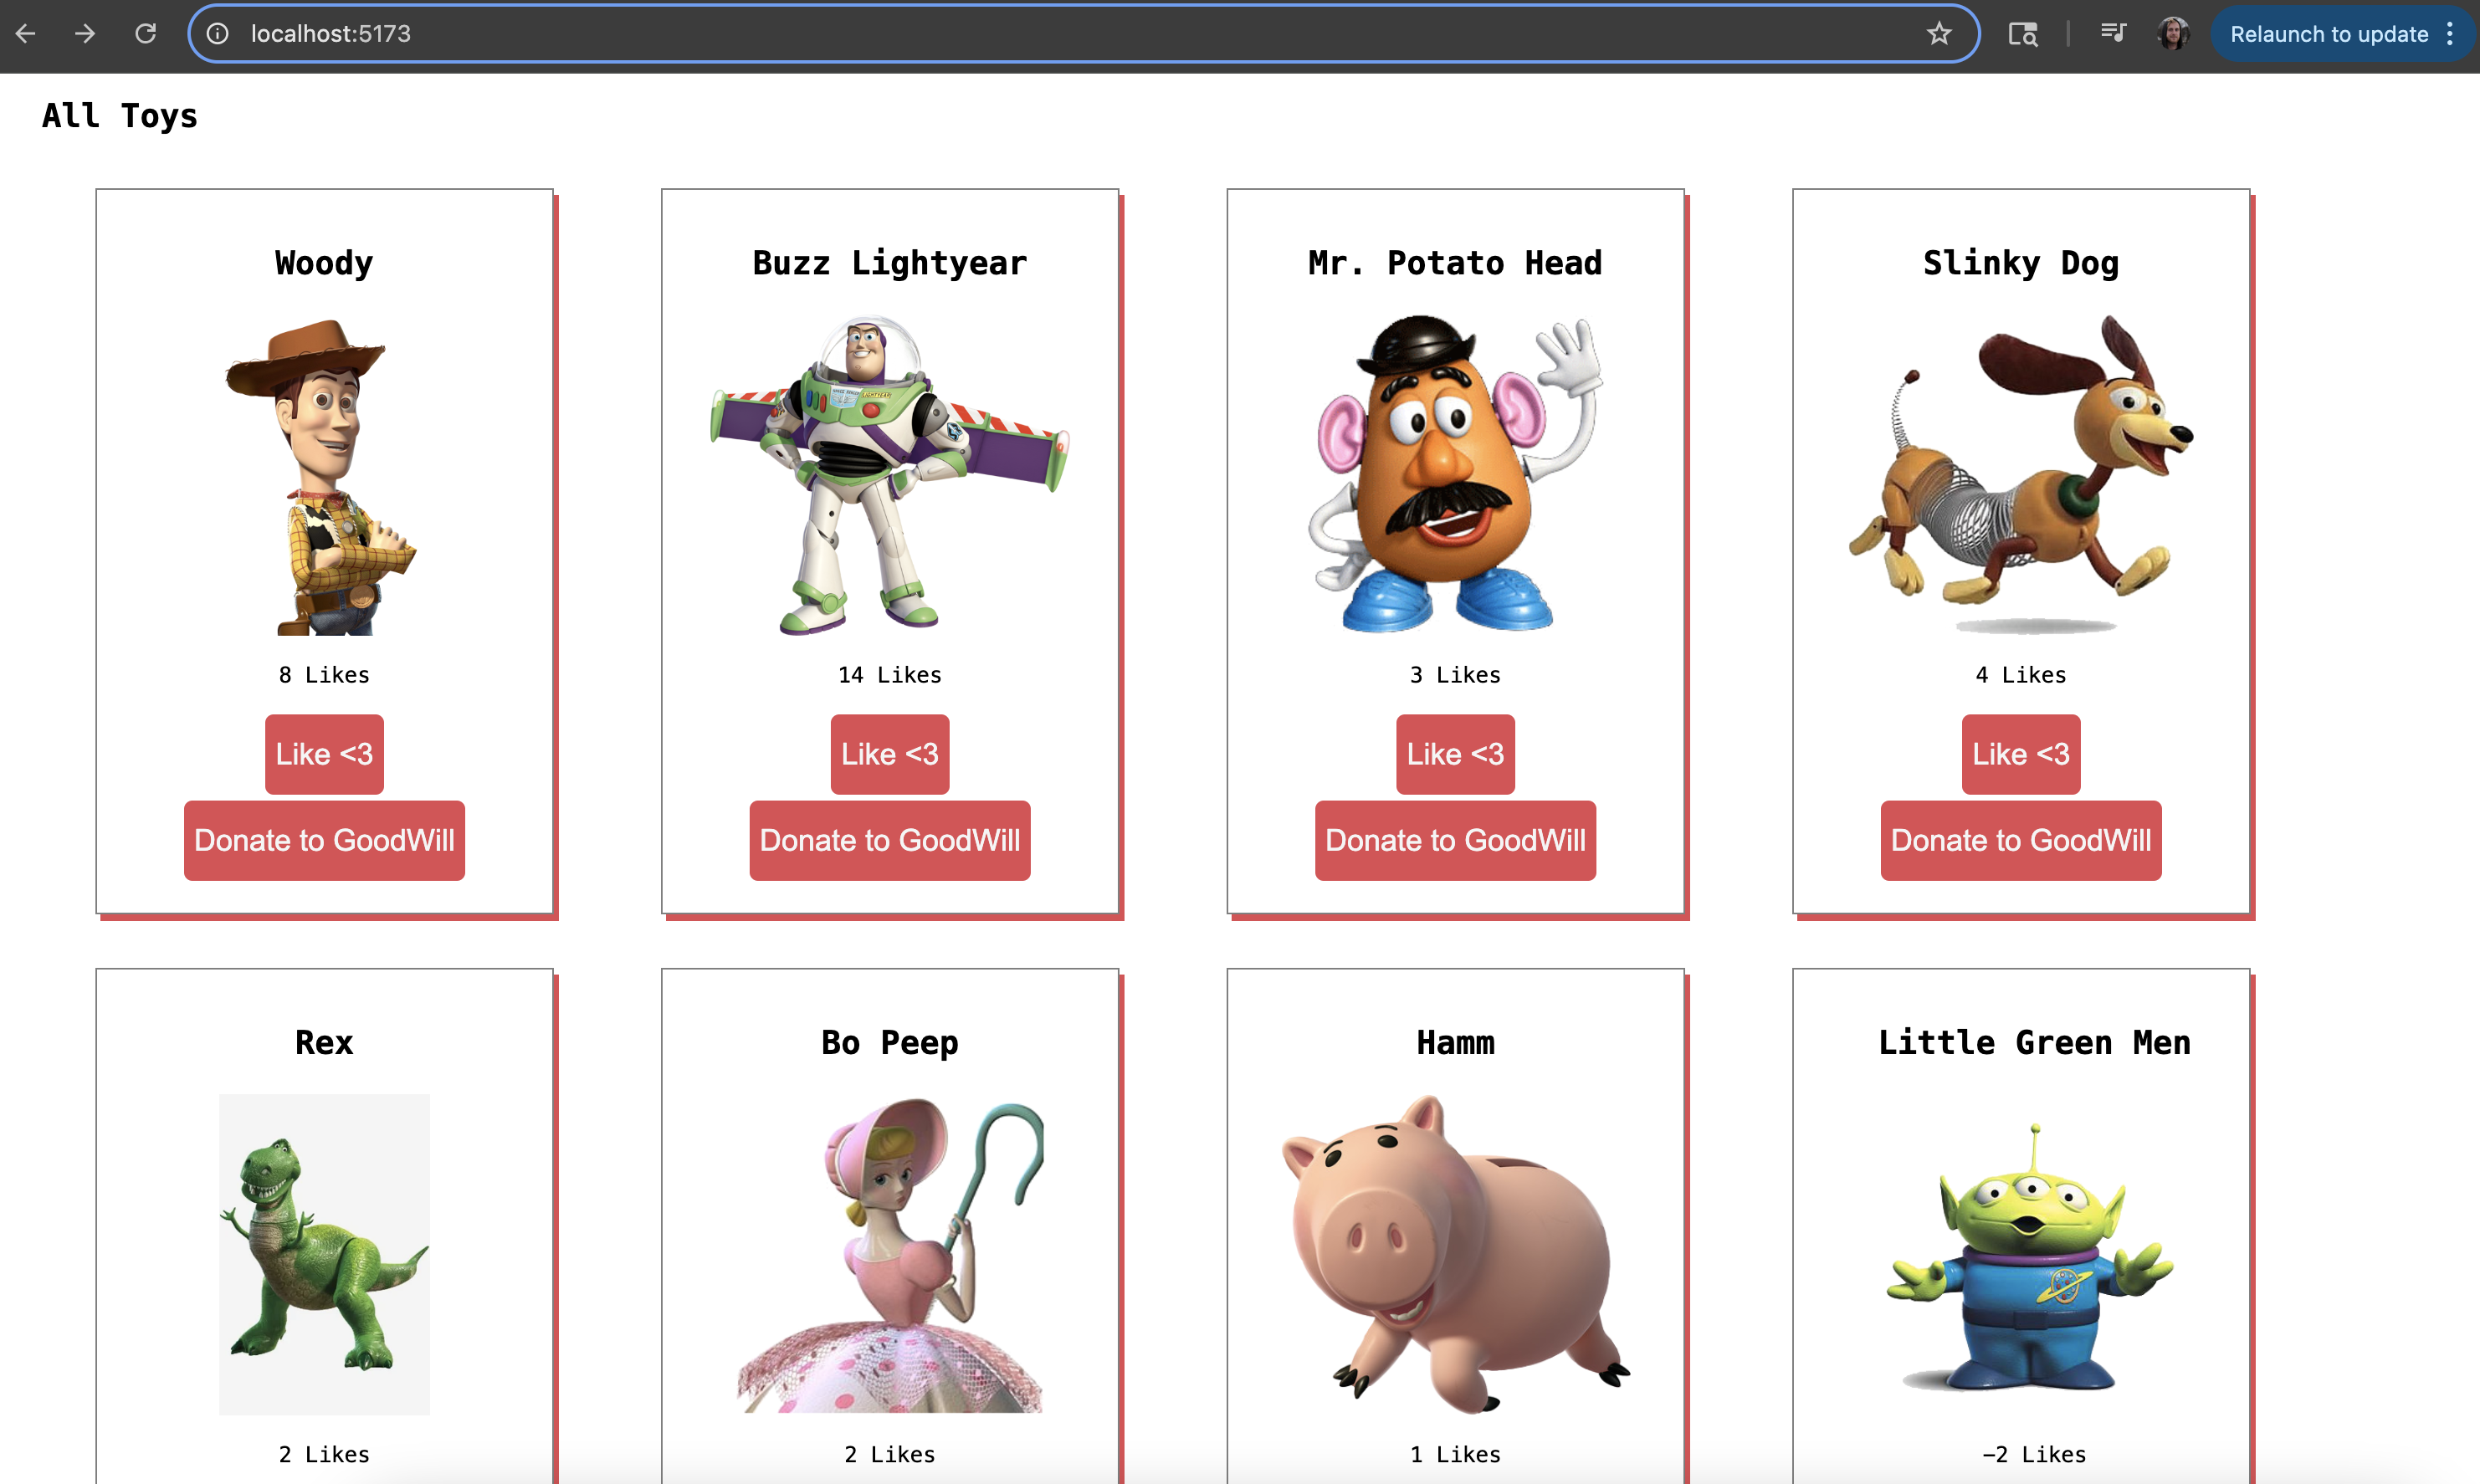 localhost:5173
Relaunch to update
All Toys
Woody
Buzz Lightyear
Mr. Potato Head
Slinky Dog
LIGHTYEAR
8 Likes
14 Likes
3 Likes
4 Likes
Like <3
Like <3
Like <3
Like <3
Donate to GoodWill
Donate to GoodWill
Donate to GoodWill
Donate to GoodWill
Rex
Bo Peep
Hamm
Little Green Men
2 Likes
2 Likes
1 Likes
-2 Likes